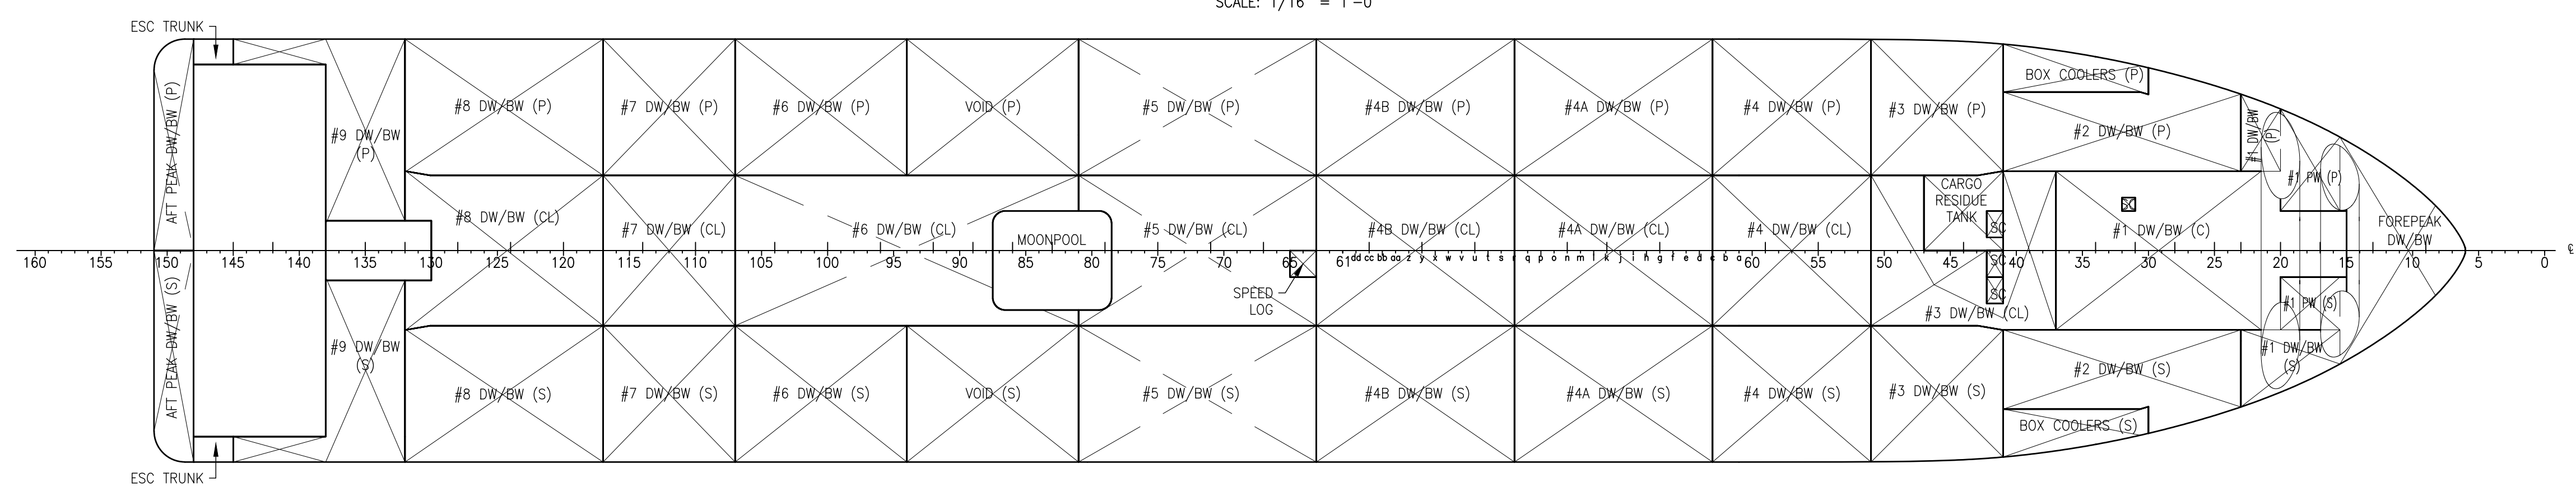 SCALE: 1/16" = 1'-0"
ESC TRUNK
AFT PEAK DW/BW (P)
#9 DW/BW
(P)
#8 DW/BW (P)
#7 DW/BW (P)
#6 DW/BW (P)
VOID (P)
#5 DW/BW (P)
#4B DW/BW (P)
#4A DW/BW (P)
#4 DW/BW (P)
#3 DW/BW (P)
BOX COOLERS (P)
#2 DW/BW (P)
#1 DW/BW
(P)
#1 PW (P)
#8 DW/BW (CL)
#7 DW/BW (CL)
#6 DW/BW (CL)
MOONPOOL
#5 DW/BW (CL)
#4B DW/BW (CL)
#4A DW/BW (CL)
#4 DW/BW (CL)
CARGO
RESIDUE
TANK
SC
SC
#1 DW/BW (C)
FOREPEAK
DW/BW
℄
160 155 150 145 140 135 130 125 120 115 110 105 100 95 90 85 80 75 70 65 61 dd cc bb aa z y x w v u t s r q p o n m l k j i h g f e d c b a 60 55 50 45 40 35 30 25 20 15 10 5 0
SC
SC
SPEED
LOG
#3 DW/BW (CL)
#1 PW (S)
AFT PEAK DW/BW (S)
#9 DW/BW
(S)
#8 DW/BW (S)
#7 DW/BW (S)
#6 DW/BW (S)
VOID (S)
#5 DW/BW (S)
#4B DW/BW (S)
#4A DW/BW (S)
#4 DW/BW (S)
#3 DW/BW (S)
#2 DW/BW (S)
#1 DW/BW
(S)
BOX COOLERS (S)
ESC TRUNK